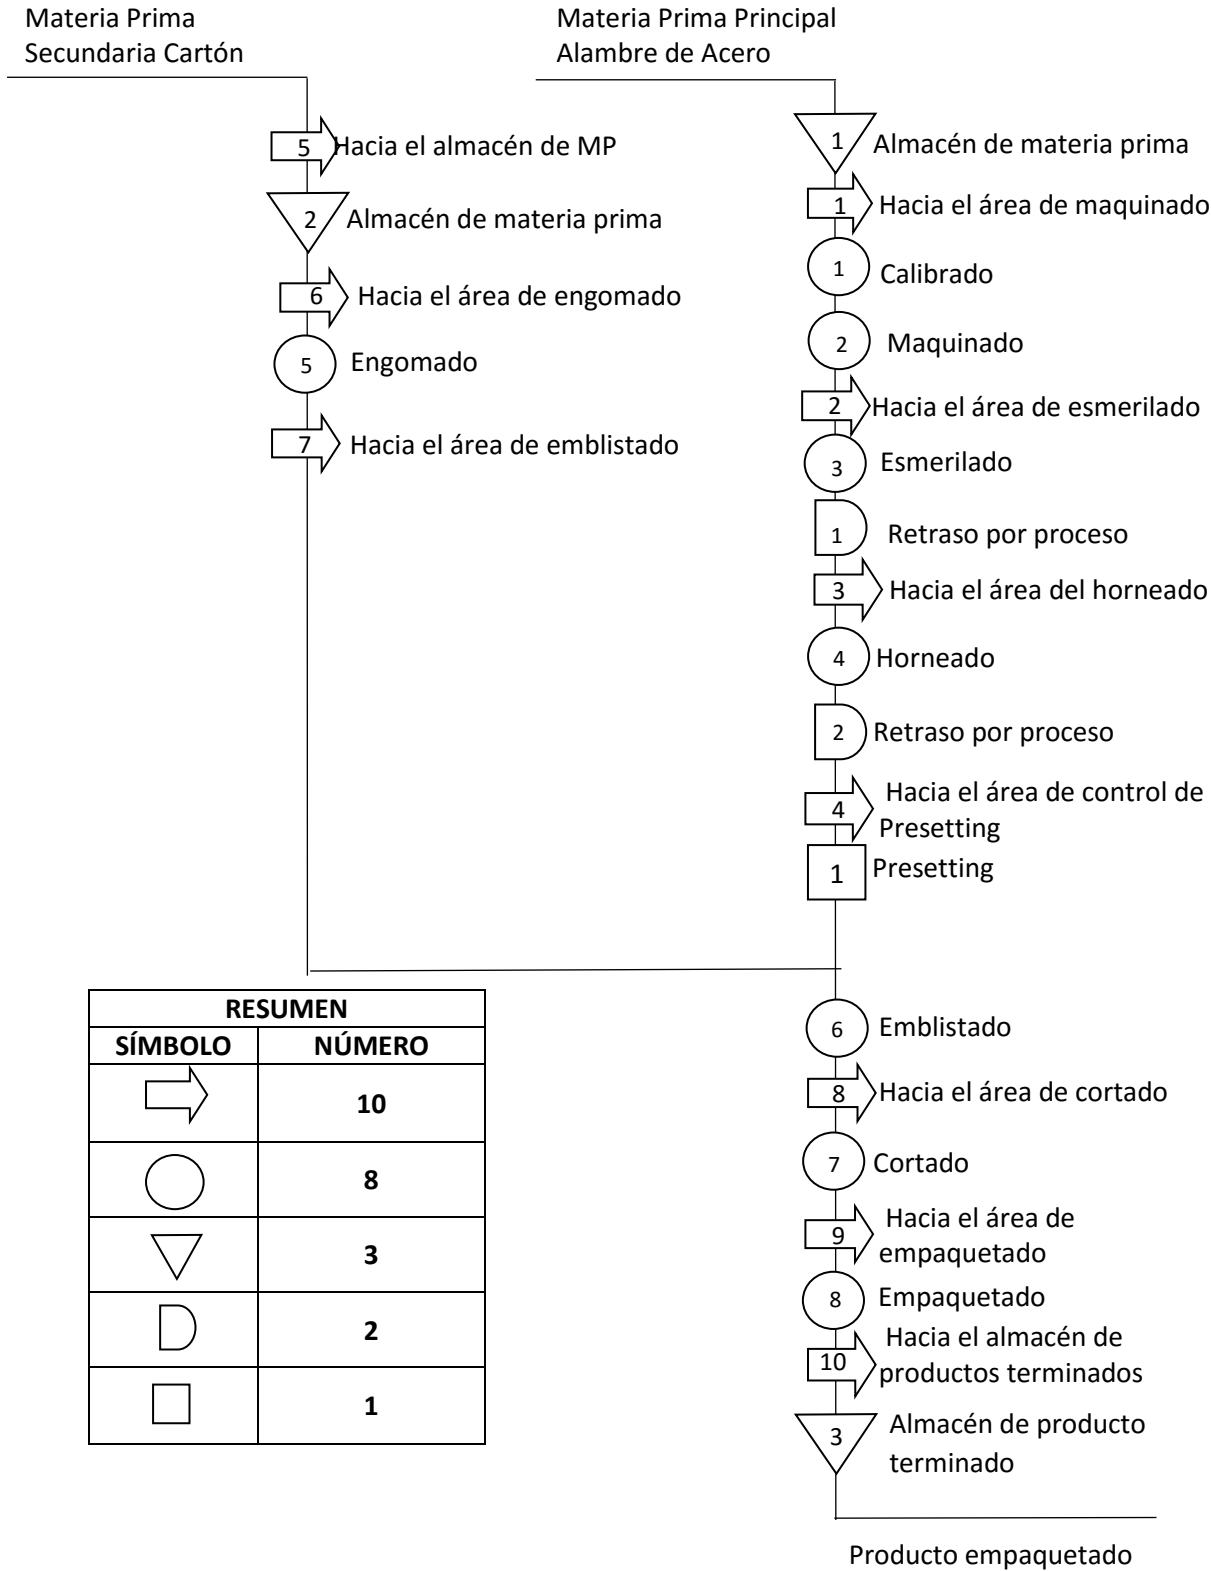 Materia Prima
Secundaria Cartón
5
Hacia el almacén de MP
2
Almacén de materia prima
6
Hacia el área de engomado
5
Engomado
7
Hacia el área de emblistado
Materia Prima Principal
Alambre de Acero
1
Almacén de materia prima
1
Hacia el área de maquinado
1
Calibrado
2
Maquinado
2
Hacia el área de esmerilado
3
Esmerilado
1
Retraso por proceso
3
Hacia el área del horneado
4
Horneado
2
Retraso por proceso
4
Hacia el área de control de
Presetting
1
Presetting
6
Emblistado
8
Hacia el área de cortado
7
Cortado
9
Hacia el área de
empaquetado
8
Empaquetado
10
Hacia el almacén de
productos terminados
3
Almacén de producto
terminado
Producto empaquetado
RESUMEN
SÍMBOLO NÚMERO
10
8
3
2
1